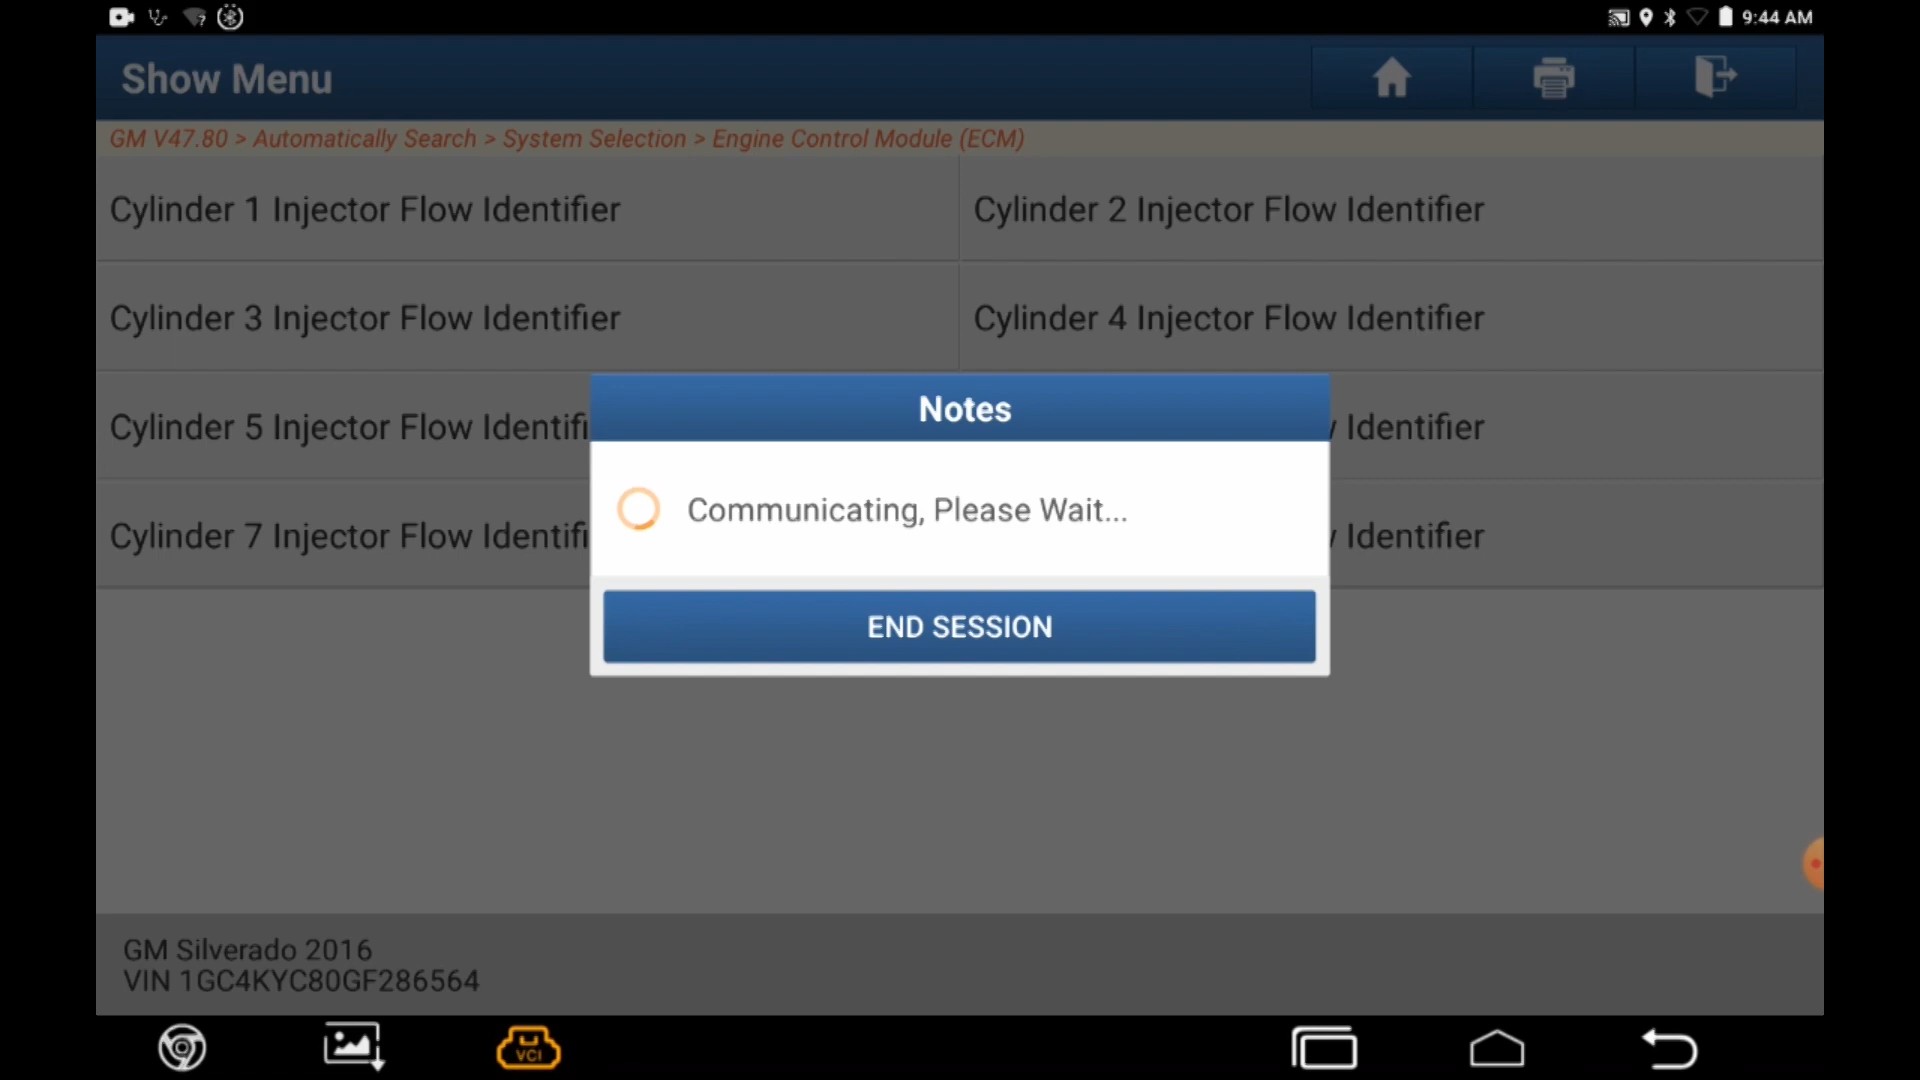 9:44 AM
Show Menu
GM V47.80 > Automatically Search > System Selection > Engine Control Module (ECM)
Cylinder 1 Injector Flow Identifier
Cylinder 2 Injector Flow Identifier
Cylinder 3 Injector Flow Identifier
Cylinder 4 Injector Flow Identifier
Cylinder 5 Injector Flow Identifi
Identifier
Notes
Communicating, Please Wait...
Cylinder 7 Injector Flow Identifi
Identifier
END SESSION
GM Silverado 2016
VIN 1GC4KYC80GF286564
VCI